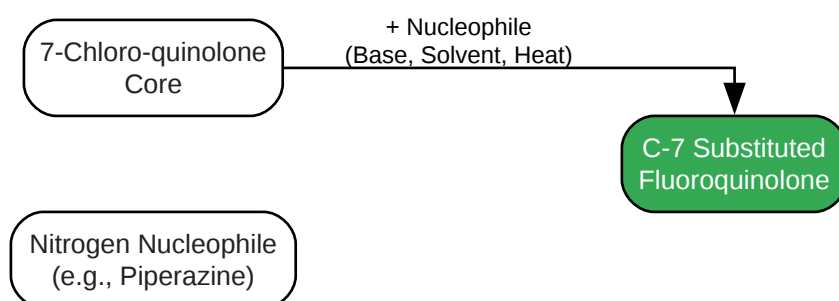 7-Chloro-quinolone
Core
+ Nucleophile
(Base, Solvent, Heat)
C-7 Substituted
Fluoroquinolone
Nitrogen Nucleophile
(e.g., Piperazine)